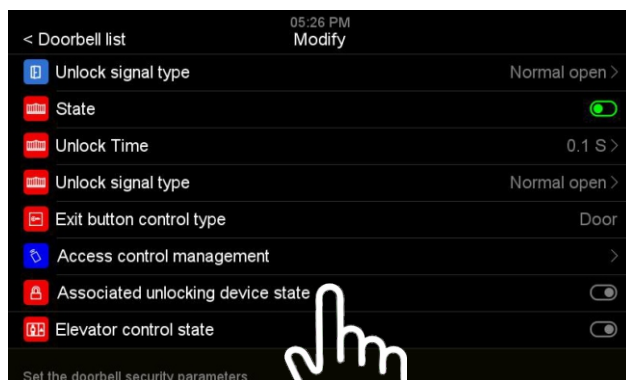 05:26 PM
< Doorbell list Modify
Unlock signal type Normal open >
State
Unlock Time 0.1 S >
Unlock signal type Normal open >
Exit button control type Door
Access control management >
Associated unlocking device state
Elevator control state
Set the doorbell security parameters